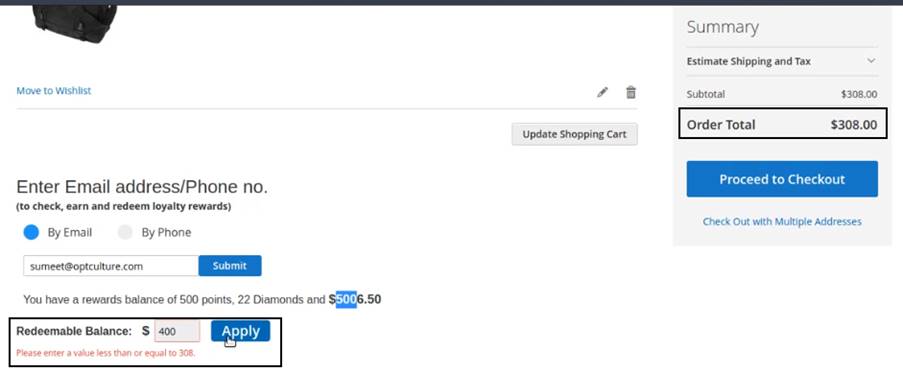 Summary
Estimate Shipping and Tax
Subtotal $308.00
Order Total $308.00
Proceed to Checkout
Check Out with Multiple Addresses
Move to Wishlist
Update Shopping Cart
Enter Email address/Phone no.
(to check, earn and redeem loyalty rewards)
By Email By Phone
sumeet@optculture.com Submit
You have a rewards balance of 500 points, 22 Diamonds and $5006.50
Redeemable Balance: $ 400 Apply
Please enter a value less than or equal to 308.